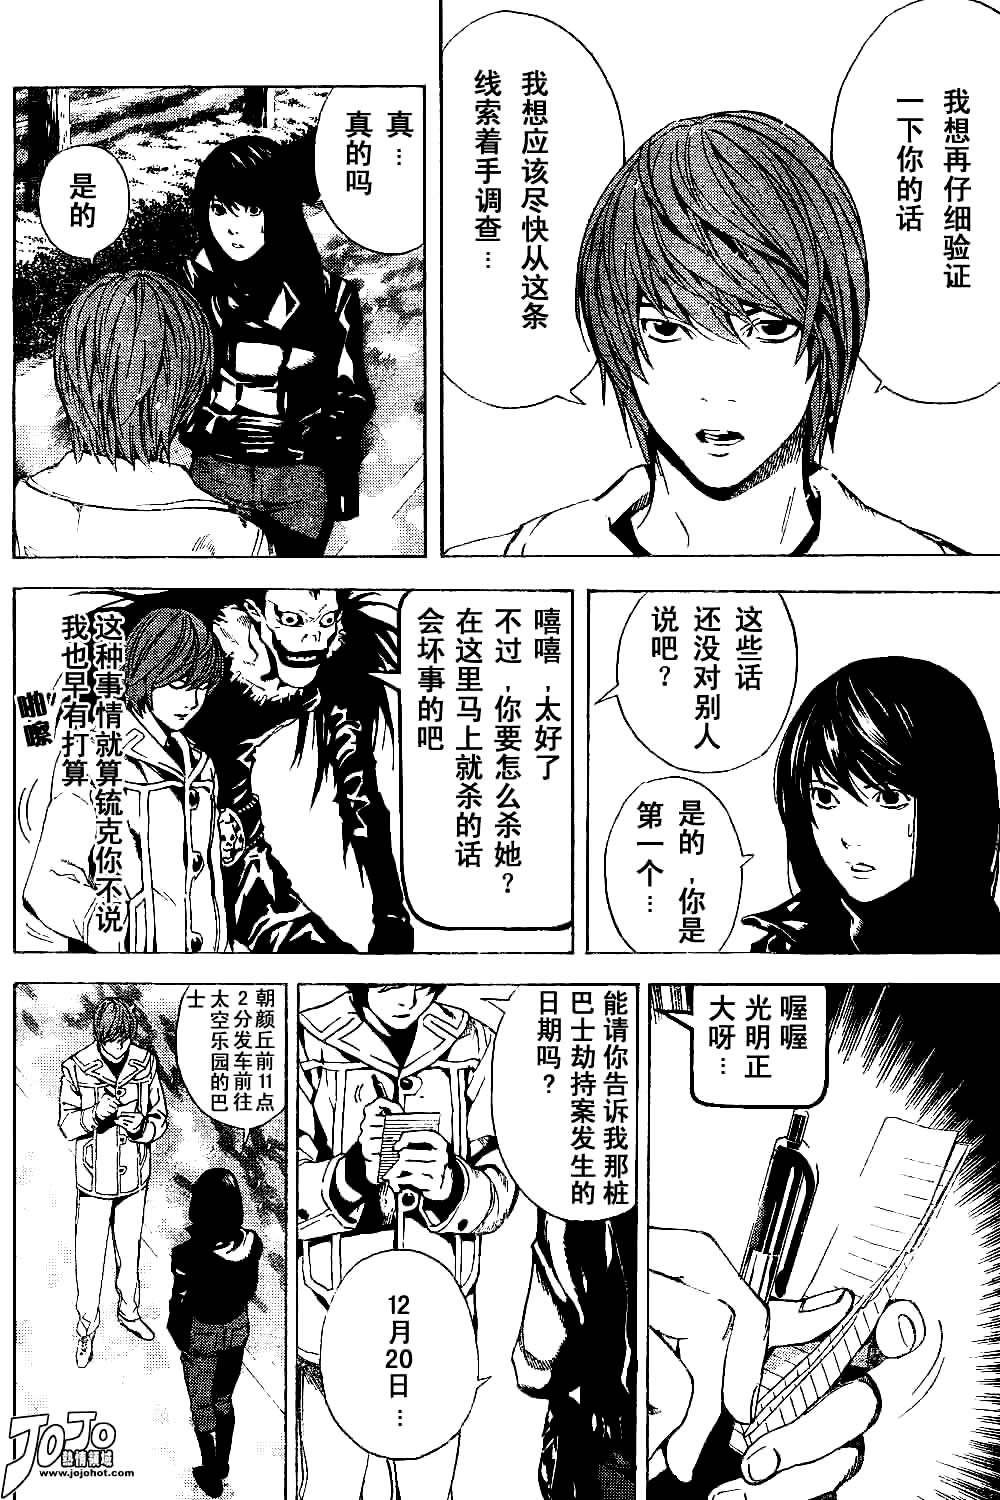 我想再仔细验证
一下你的话
我想应该尽快从这条
线索着手调查…
真…
真的吗
是的
这些话
还没对别人
说吧？
是的，你是
第一个…
嘻嘻，太好了
不过，你要怎么杀她？
在这里马上就杀的话
会坏事的吧
这种事情就算锍克你不说
我也早有打算
啪嚓
喔喔
光明正
大呀…
能请你告诉我那桩
巴士劫持案发生的
日期吗？
12
月
20
日
…
朝颜丘前11点
2分发车前往
太空乐园的巴
士
JOJO
熱情領域
www.jojohot.com